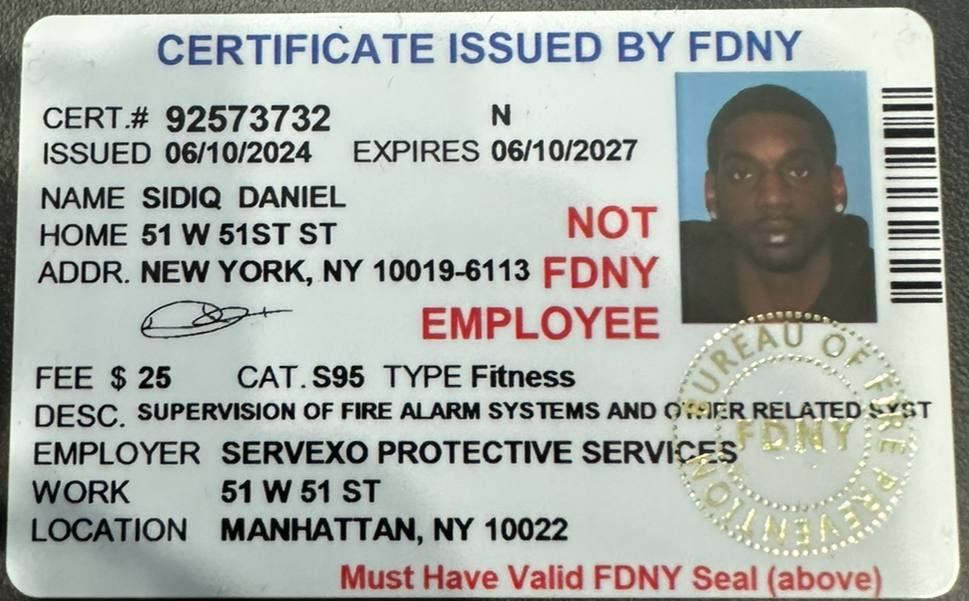 CERTIFICATE ISSUED BY FDNY
CERT.# 92573732 N
ISSUED 06/10/2024 EXPIRES 06/10/2027
NAME SIDIQ DANIEL
HOME 51 W 51ST ST
ADDR. NEW YORK, NY 10019-6113
NOT
FDNY
EMPLOYEE
FEE $ 25 CAT. S95 TYPE Fitness
DESC. SUPERVISION OF FIRE ALARM SYSTEMS AND OTHER RELATED SYST
EMPLOYER SERVEXO PROTECTIVE SERVICES
WORK 51 W 51 ST
LOCATION MANHATTAN, NY 10022
BUREAU OF FIRE PREVENTION
FDNY
Must Have Valid FDNY Seal (above)